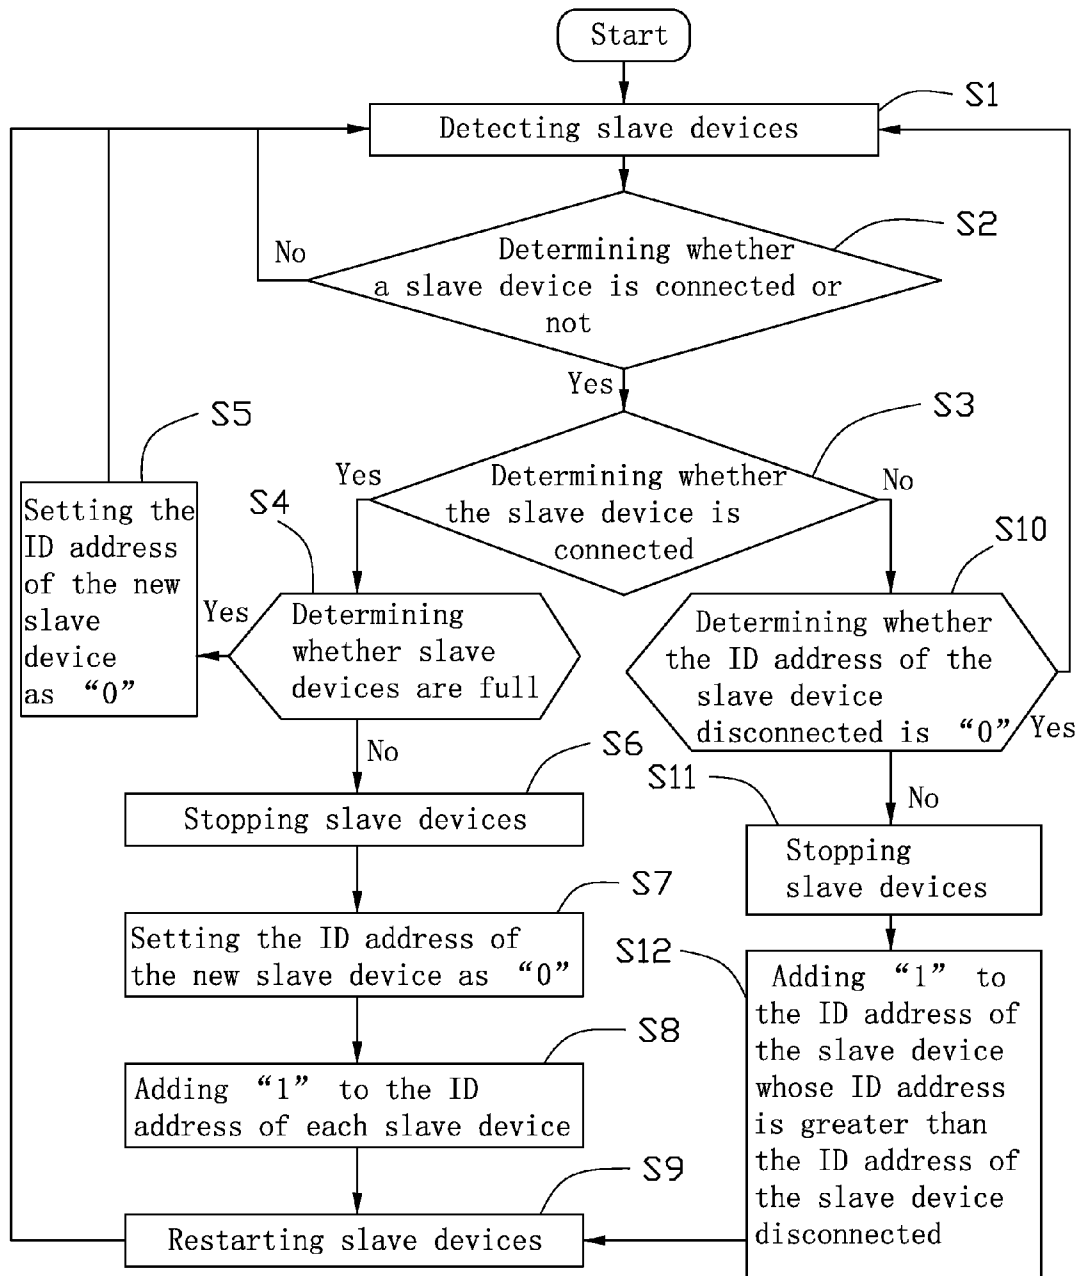 Start
S1
Detecting slave devices
S2
Determining whether
a slave device is connected or
not
No
Yes
S3
Determining whether
the slave device is
connected
Yes
No
S5
Setting the
ID address
of the new
slave
device
as “0”
S4
Determining
whether slave
devices are full
Yes
No
S10
Determining whether
the ID address of the
slave device
disconnected is “0”
Yes
No
S6
Stopping slave devices
S11
Stopping
slave devices
S7
Setting the ID address of
the new slave device as “0”
S12
Adding “1” to
the ID address of
the slave device
whose ID address
is greater than
the ID address of
the slave device
disconnected
S8
Adding “1” to the ID
address of each slave device
S9
Restarting slave devices